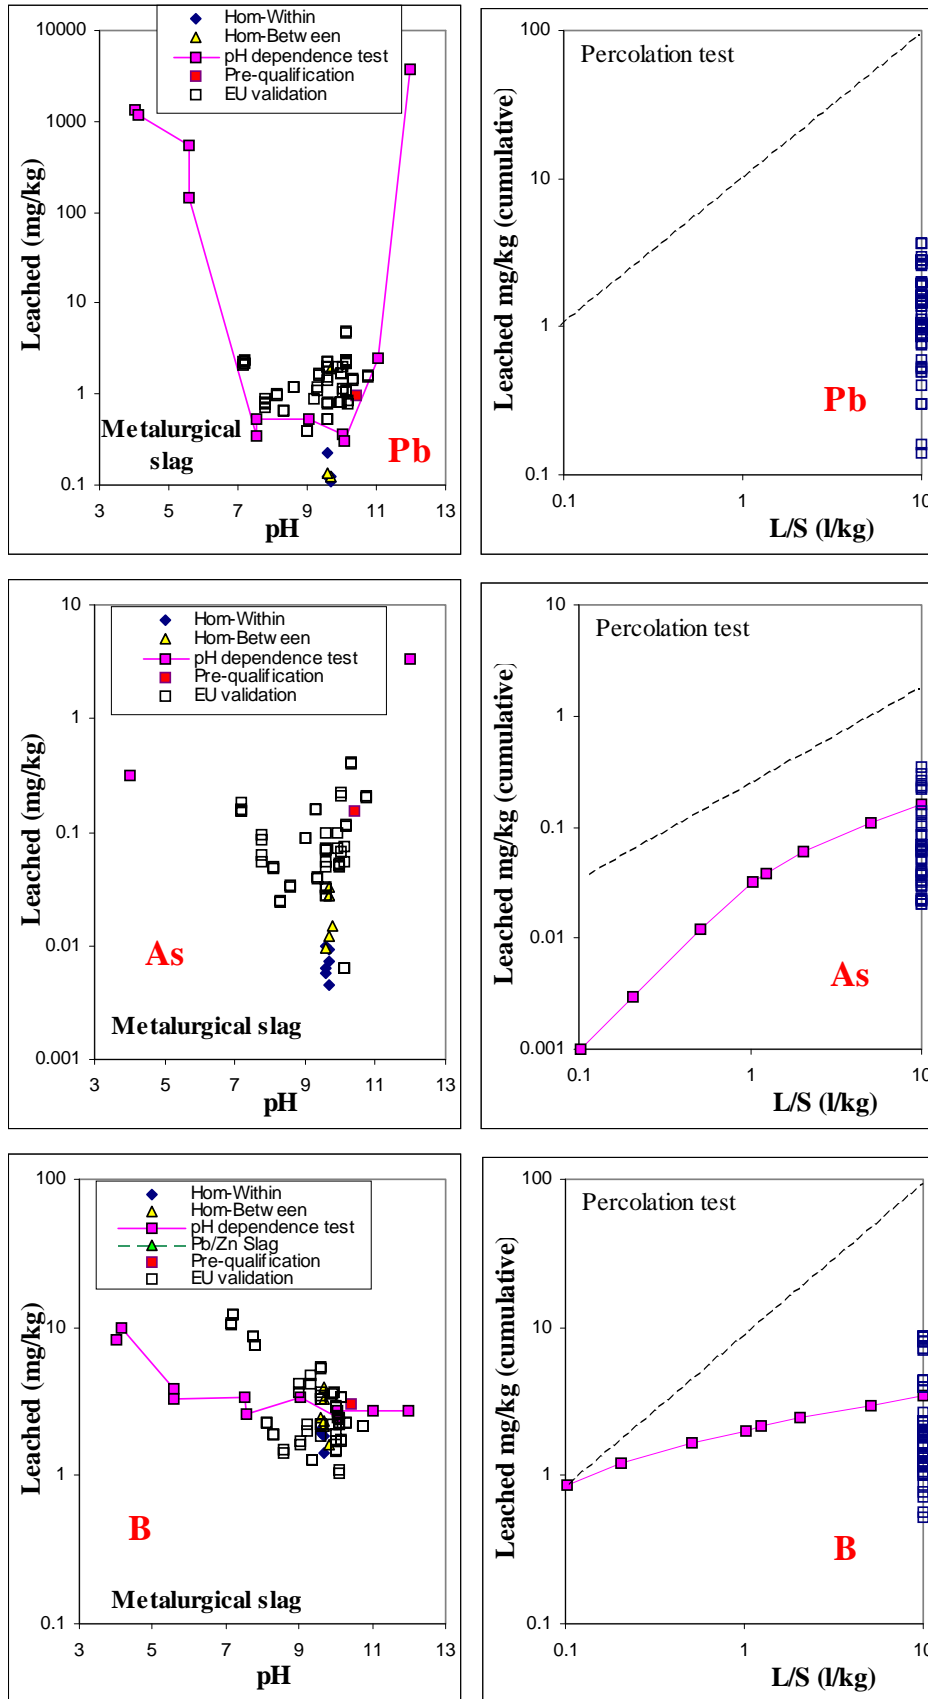 Hom-Within
Hom-Between
pH dependence test
Pre-qualification
EU validation
10000
1000
100
10
1
0.1
Leached (mg/kg)
Metalurgical
slag
Pb
3 5 7 9 11 13
pH
Percolation test
100
10
1
0.1
Leached mg/kg (cumulative)
Pb
0.1 1 10
L/S (l/kg)
Hom-Within
Hom-Between
pH dependence test
Pre-qualification
EU validation
10
1
0.1
0.01
0.001
Leached (mg/kg)
As
Metalurgical slag
3 5 7 9 11 13
pH
Percolation test
10
1
0.1
0.01
0.001
Leached mg/kg (cumulative)
As
0.1 1 10
L/S (l/kg)
Hom-Within
Hom-Between
pH dependence test
Pb/Zn Slag
Pre-qualification
EU validation
100
10
1
0.1
Leached (mg/kg)
B
Metalurgical slag
3 5 7 9 11 13
pH
Percolation test
100
10
1
0.1
Leached mg/kg (cumulative)
B
0.1 1 10
L/S (l/kg)